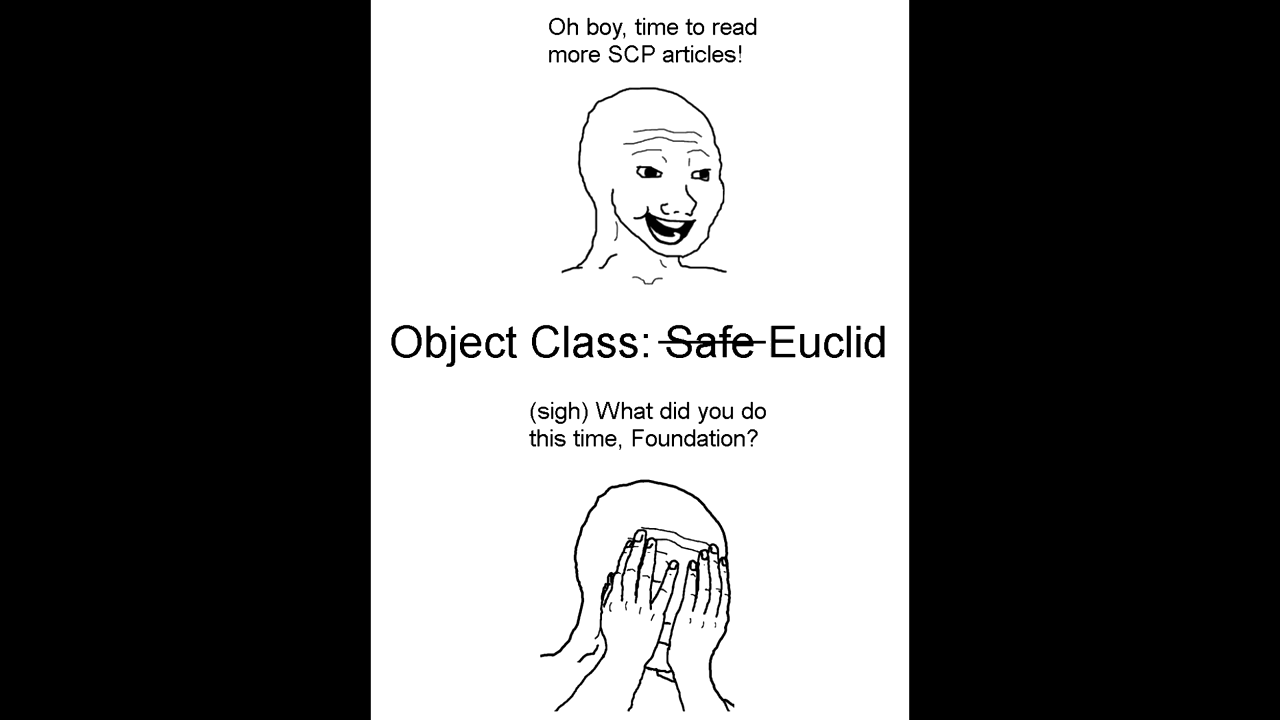 Oh boy, time to read
more SCP articles!
Object Class: Safe Euclid
(sigh) What did you do
this time, Foundation?